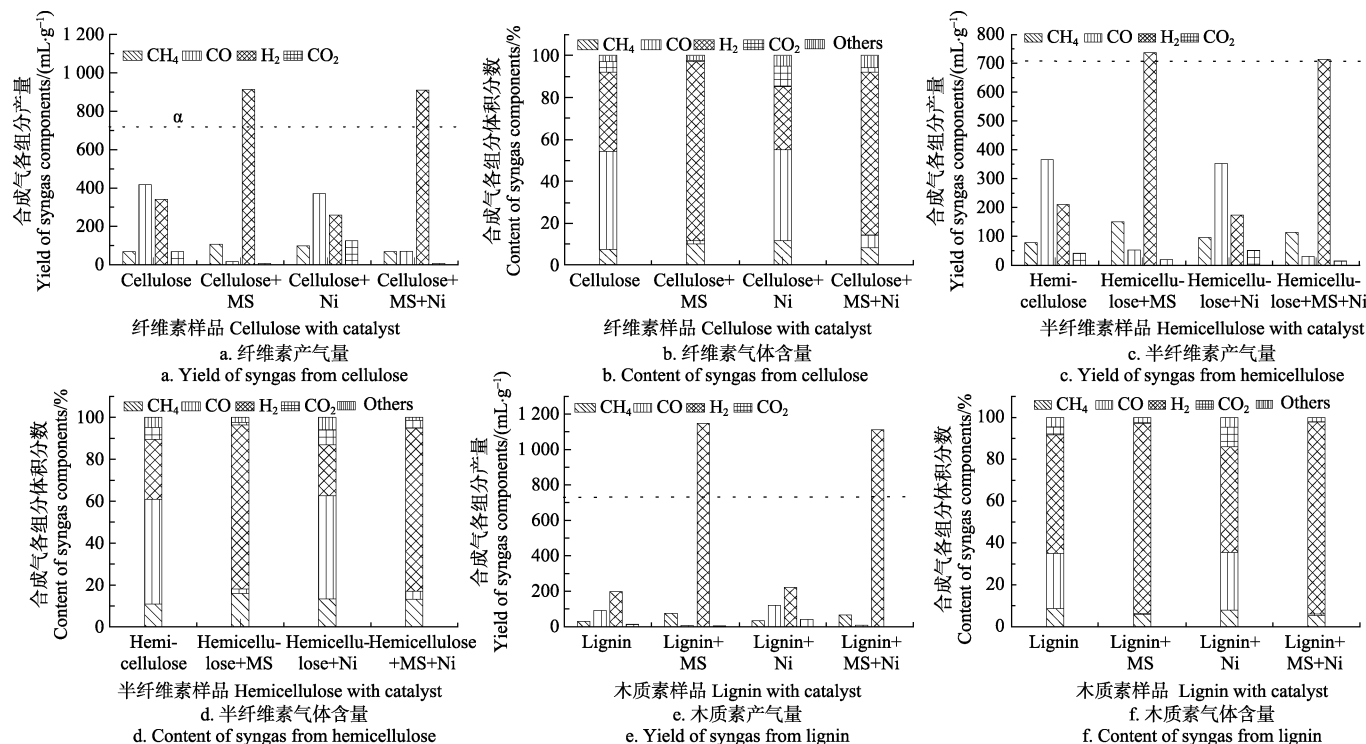 合成气各组分产量
Yield of syngas components/(mL·g⁻¹)
1 200
1 000
800
600
400
200
0
CH₄ CO H₂ CO₂
α
Cellulose Cellulose+ Cellulose+ Cellulose+
MS Ni MS+Ni
纤维素样品 Cellulose with catalyst
a. 纤维素产气量
a. Yield of syngas from cellulose
合成气各组分体积分数
Content of syngas components/%
100
80
60
40
20
0
CH₄ CO H₂ CO₂ Others
Cellulose Cellulose+ Cellulose+ Cellulose+
MS Ni MS+Ni
纤维素样品 Cellulose with catalyst
b. 纤维素气体含量
b. Content of syngas from cellulose
合成气各组分产量
Yield of syngas components/(mL·g⁻¹)
800
700
600
500
400
300
200
100
0
CH₄ CO H₂ CO₂
Hemi- Hemicellu- Hemicellu- Hemicellu-
cellulose lose+MS lose+Ni lose+MS+Ni
半纤维素样品 Hemicellulose with catalyst
c. 半纤维素产气量
c. Yield of syngas from hemicellulose
合成气各组分体积分数
Content of syngas components/%
100
80
60
40
20
0
CH₄ CO H₂ CO₂ Others
Hemi- Hemicellu- Hemicellu- Hemicellulose
cellulose lose+MS lose+Ni +MS+Ni
半纤维素样品 Hemicellulose with catalyst
d. 半纤维素气体含量
d. Content of syngas from hemicellulose
合成气各组分产量
Yield of syngas components/(mL·g⁻¹)
1 200
1 000
800
600
400
200
0
CH₄ CO H₂ CO₂
Lignin Lignin+ Lignin+ Lignin+
MS Ni MS+Ni
木质素样品 Lignin with catalyst
e. 木质素产气量
e. Yield of syngas from lignin
合成气各组分体积分数
Content of syngas components/%
100
80
60
40
20
0
CH₄ CO H₂ CO₂ Others
Lignin Lignin+ Lignin+ Lignin+
MS Ni MS+Ni
木质素样品 Lignin with catalyst
f. 木质素气体含量
f. Content of syngas from lignin